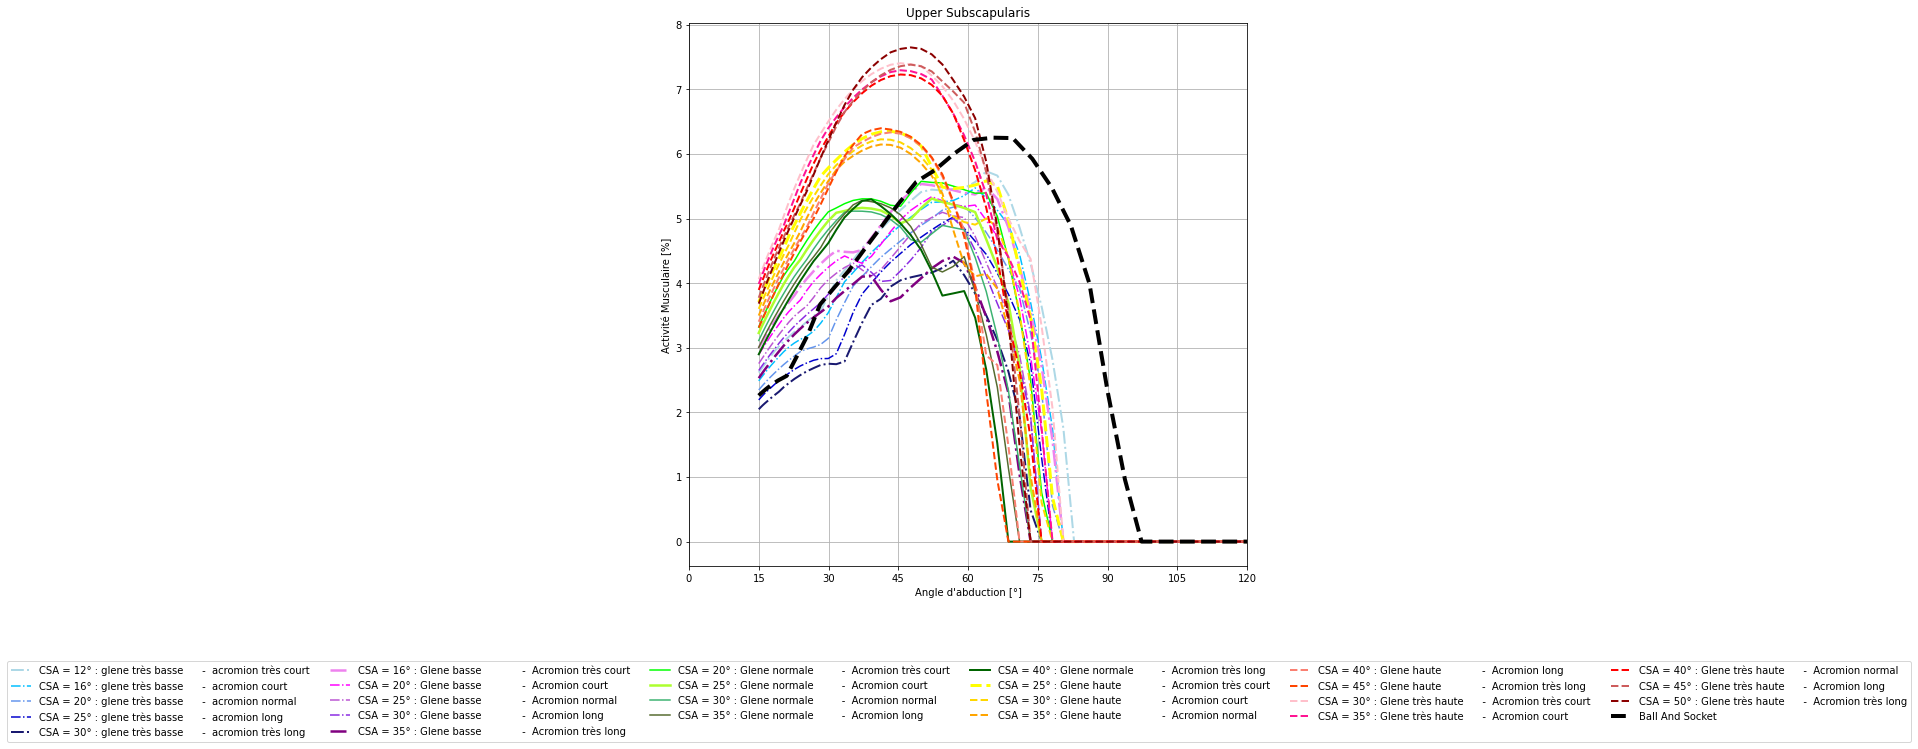 Upper Subscapularis
8
7
6
5
4
3
2
1
0
Activité Musculaire [%]
0 15 30 45 60 75 90 105 120
Angle d'abduction [°]
CSA = 12° : glene très basse - acromion très court
CSA = 16° : glene très basse - acromion court
CSA = 20° : glene très basse - acromion normal
CSA = 25° : glene très basse - acromion long
CSA = 30° : glene très basse - acromion très long
CSA = 16° : Glene basse - Acromion très court
CSA = 20° : Glene basse - Acromion court
CSA = 25° : Glene basse - Acromion normal
CSA = 30° : Glene basse - Acromion long
CSA = 35° : Glene basse - Acromion très long
CSA = 20° : Glene normale - Acromion très court
CSA = 25° : Glene normale - Acromion court
CSA = 30° : Glene normale - Acromion normal
CSA = 35° : Glene normale - Acromion long
CSA = 40° : Glene normale - Acromion très long
CSA = 25° : Glene haute - Acromion très court
CSA = 30° : Glene haute - Acromion court
CSA = 35° : Glene haute - Acromion normal
CSA = 40° : Glene haute - Acromion long
CSA = 45° : Glene haute - Acromion très long
CSA = 30° : Glene très haute - Acromion très court
CSA = 35° : Glene très haute - Acromion court
CSA = 40° : Glene très haute - Acromion normal
CSA = 45° : Glene très haute - Acromion long
CSA = 50° : Glene très haute - Acromion très long
Ball And Socket